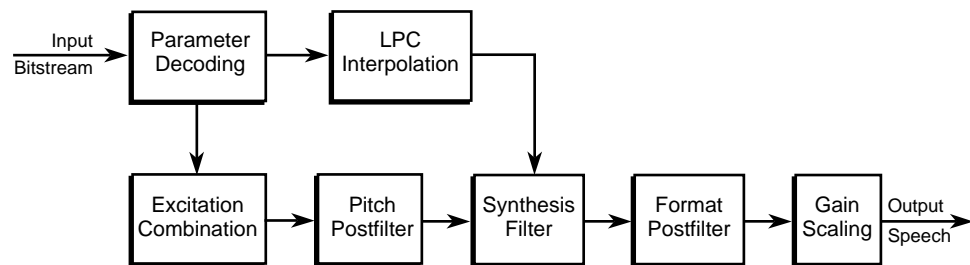 Input
Bitstream
Parameter
Decoding
LPC
Interpolation
Excitation
Combination
Pitch
Postfilter
Synthesis
Filter
Format
Postfilter
Gain
Scaling
Output
Speech